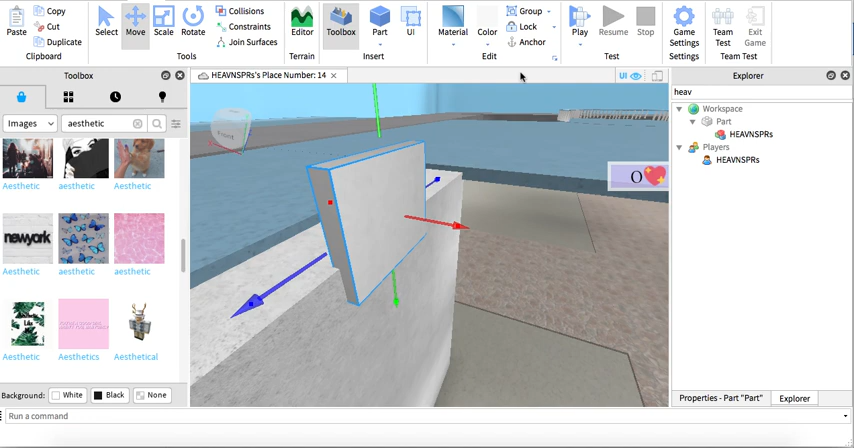 Paste
Cut
Copy
Duplicate
Clipboard
Select
Move
Scale
Rotate
Collisions
Constraints
Join Surfaces
Tools
Editor
Terrain
Toolbox
Part
UI
Insert
Material
Color
Group
Lock
Anchor
Edit
Play
Resume
Stop
Test
Game
Settings
Settings
Team
Test
Exit
Game
Team Test
Toolbox
HEAVNSPRs's Place Number: 14
UI
Explorer
heav
Images
aesthetic
Workspace
Part
HEAVNSPRs
Players
HEAVNSPRs
Front
O
Aesthetic
aesthetic
Aesthetic
newyork
Aesthetic
aesthetic
aesthetic
Aesthetic
Aesthetics
Aesthetical
Background:
White
Black
None
Properties - Part "Part"
Explorer
Run a command